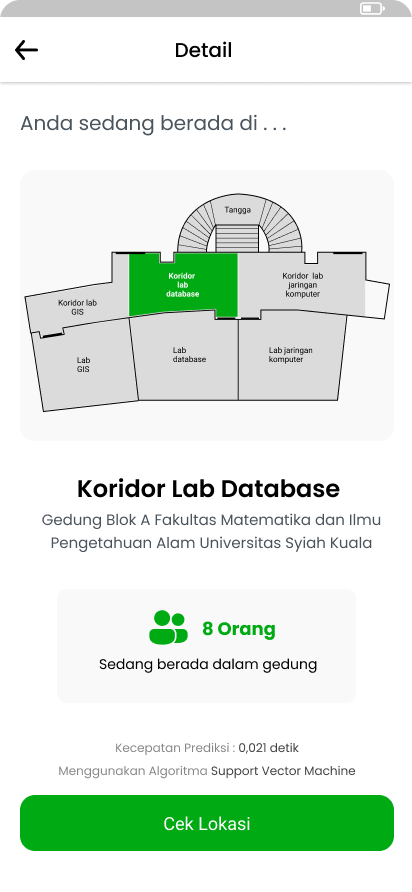 Detail
Anda sedang berada di . . .
Tangga
Koridor
lab
database
Koridor lab
jaringan
komputer
Koridor lab
GIS
Lab
GIS
Lab
database
Lab jaringan
komputer
Koridor Lab Database
Gedung Blok A Fakultas Matematika dan Ilmu
Pengetahuan Alam Universitas Syiah Kuala
8 Orang
Sedang berada dalam gedung
Kecepatan Prediksi : 0,021 detik
Menggunakan Algoritma Support Vector Machine
Cek Lokasi